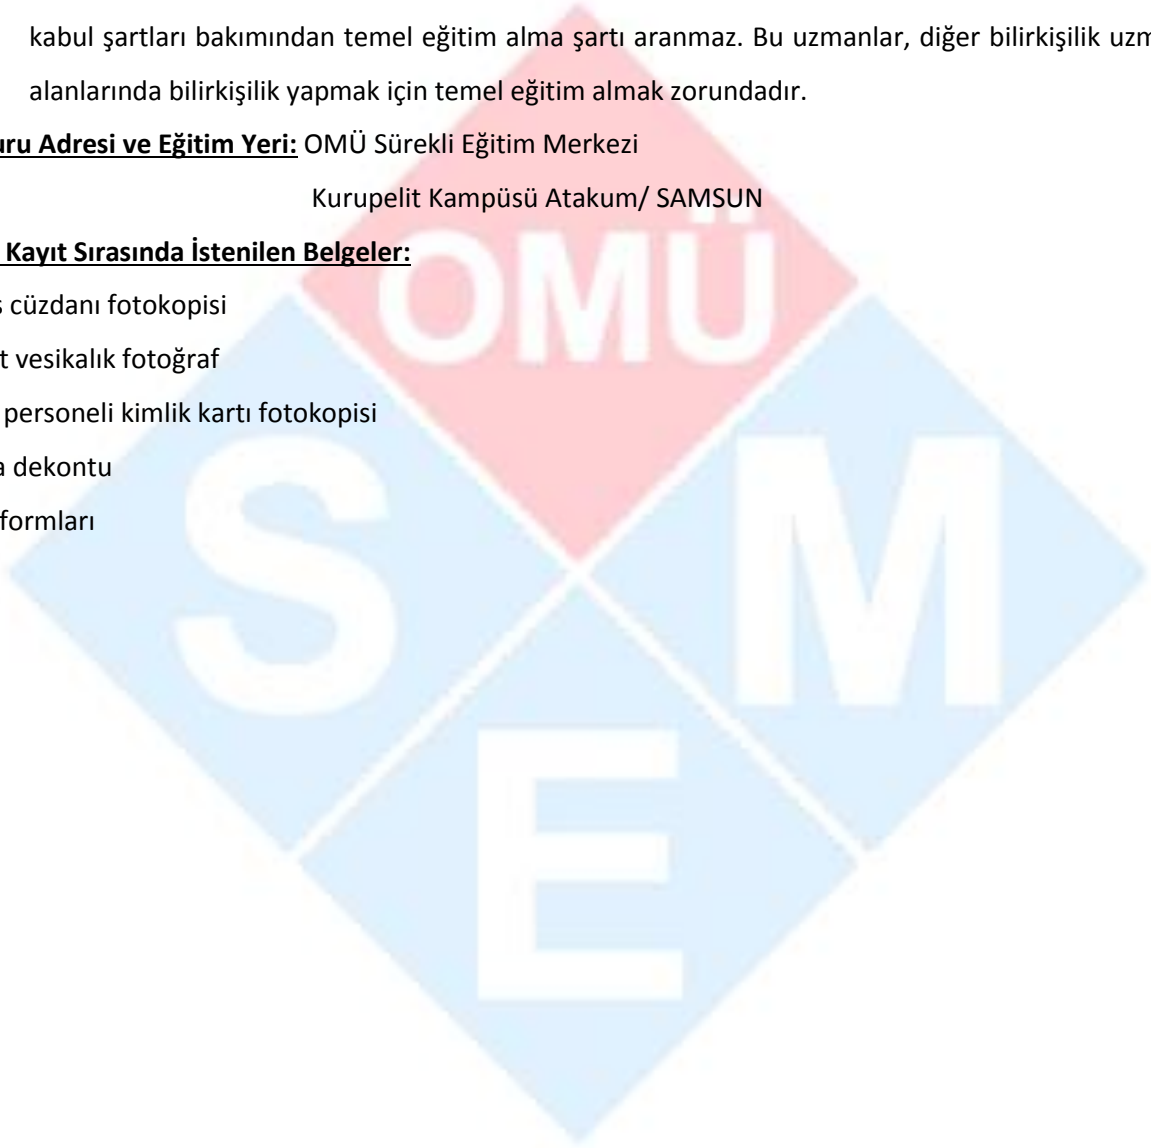 kabul şartları bakımından temel eğitim alma şartı aranmaz. Bu uzmanlar, diğer bilirkişilik
alanlarında bilirkişilik yapmak için temel eğitim almak zorundadır.
Adresi ve Eğitim Yeri: OMÜ Sürekli Eğitim Merkezi
Kurupelit Kampüsü Atakum/ SAMSUN
Kayıt Sırasında İstenilen Belgeler:
cüzdanı fotokopisi
vesikalık fotoğraf
personeli kimlik kartı fotokopisi
dekontu
formları
OMÜ
S M
E